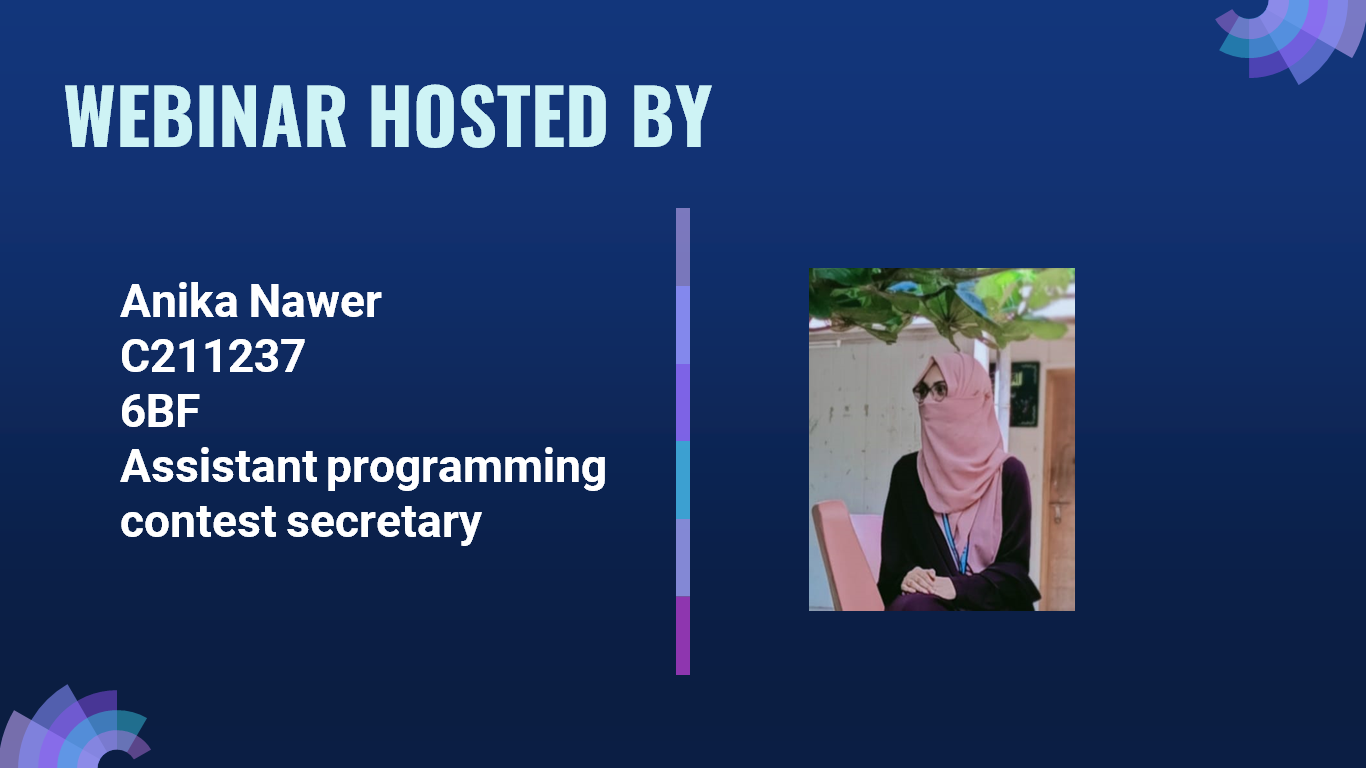 WEBINAR HOSTED BY
Anika Nawer
C211237
6BF
Assistant programming
contest secretary